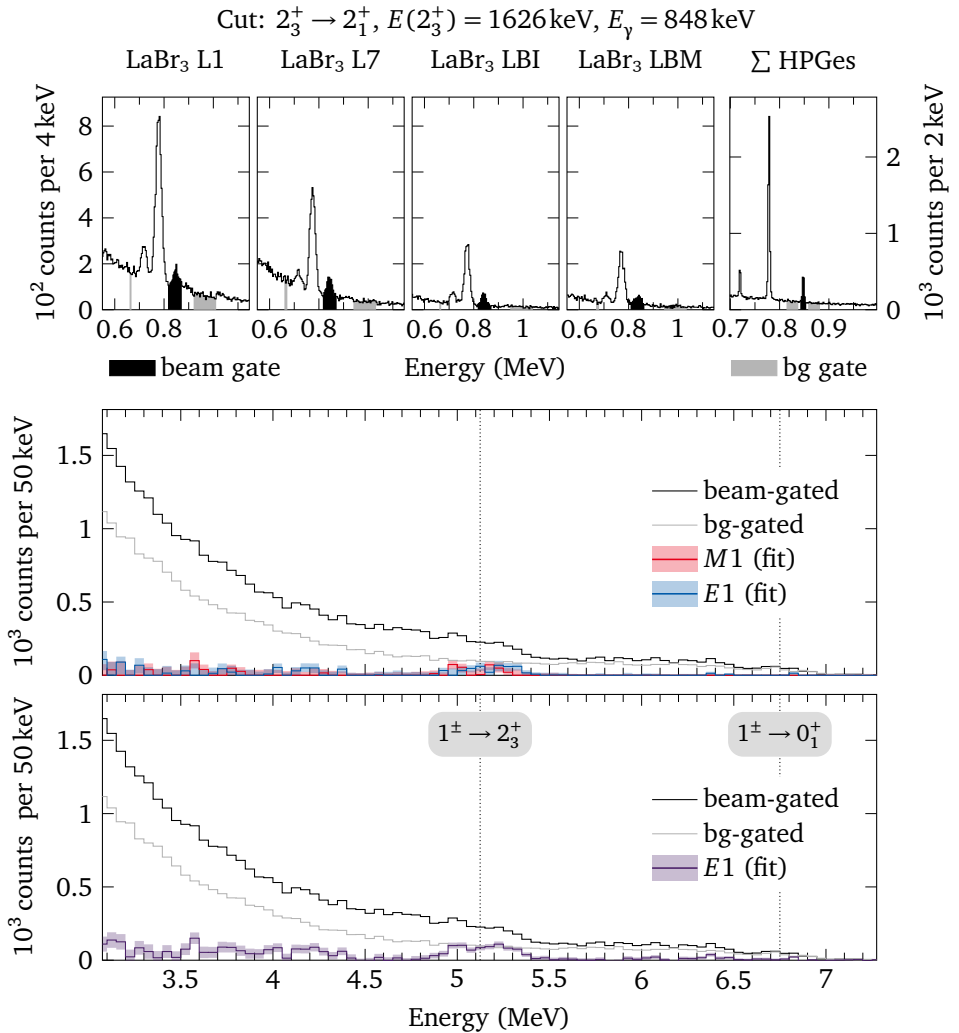 Cut: 2₃⁺ → 2₁⁺, E(2₃⁺) = 1626 keV, Eγ = 848 keV
LaBr₃ L1 LaBr₃ L7 LaBr₃ LBI LaBr₃ LBM ∑ HPGes
10² counts per 4 keV
8
6
4
2
0
2
1
0
10³ counts per 2 keV
0.6 0.8 1 0.6 0.8 1 0.6 0.8 1 0.6 0.8 1 0.7 0.8 0.9
Energy (MeV)
beam gate
bg gate
10³ counts per 50 keV
1.5
1
0.5
0
beam-gated
bg-gated
M1 (fit)
E1 (fit)
10³ counts per 50 keV
1.5
1
0.5
0
1± → 2₃⁺ 1± → 0₁⁺
beam-gated
bg-gated
E1 (fit)
3.5 4 4.5 5 5.5 6 6.5 7
Energy (MeV)